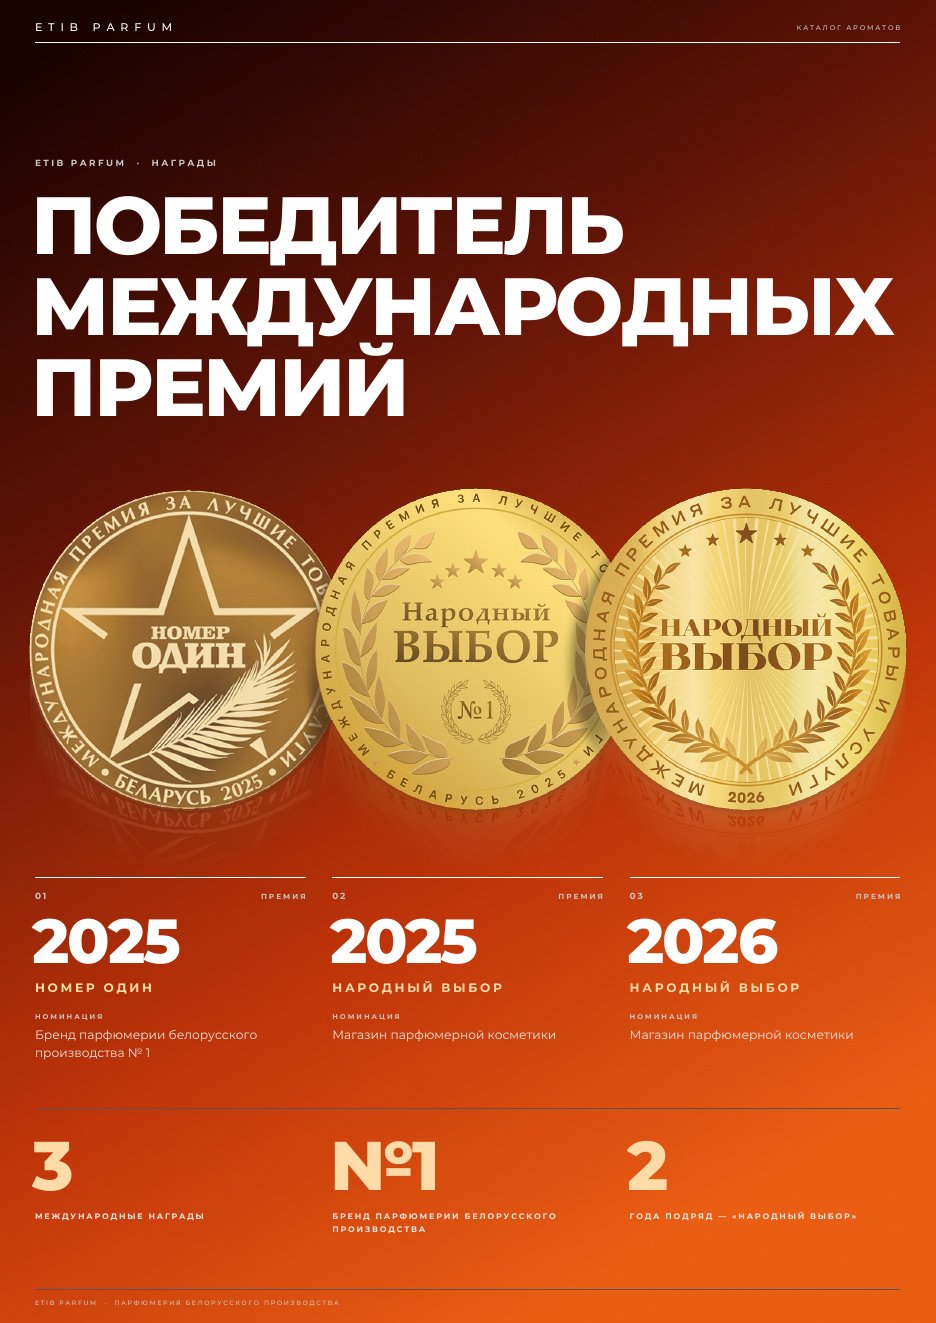 ETIB PARFUM
КАТАЛОГ АРОМАТОВ
ETIB PARFUM · НАГРАДЫ
ПОБЕДИТЕЛЬ
МЕЖДУНАРОДНЫХ
ПРЕМИЙ
МЕЖДУНАРОДНАЯ ПРЕМИЯ ЗА ЛУЧШИЕ
НОМЕР
ОДИН
• БЕЛАРУСЬ 2025 •
МЕЖДУНАРОДНАЯ ПРЕМИЯ ЗА ЛУЧШИЕ
Народный
ВЫБОР
№1
БЕЛАРУСЬ 2025
МЕЖДУНАРОДНАЯ ПРЕМИЯ ЗА ЛУЧШИЕ ТОВАРЫ И УСЛУГИ
НАРОДНЫЙ
ВЫБОР
2026
01 ПРЕМИЯ
2025
НОМЕР ОДИН
НОМИНАЦИЯ
Бренд парфюмерии белорусского
производства № 1
02 ПРЕМИЯ
2025
НАРОДНЫЙ ВЫБОР
НОМИНАЦИЯ
Магазин парфюмерной косметики
03 ПРЕМИЯ
2026
НАРОДНЫЙ ВЫБОР
НОМИНАЦИЯ
Магазин парфюмерной косметики
3
МЕЖДУНАРОДНЫЕ НАГРАДЫ
№1
БРЕНД ПАРФЮМЕРИИ БЕЛОРУССКОГО
ПРОИЗВОДСТВА
2
ГОДА ПОДРЯД — «НАРОДНЫЙ ВЫБОР»
ETIB PARFUM · ПАРФЮМЕРИЯ БЕЛОРУССКОГО ПРОИЗВОДСТВА